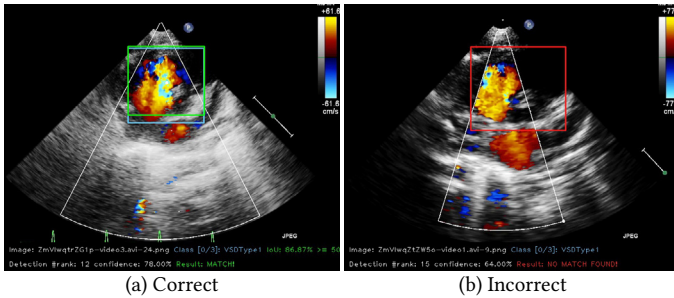 +61.6
-61.6
cm/s
JPEG
Image: ZmVlwqtrZG1p-video3.avi-24.png Class [0/3]: VSDType1 IoU: 86.87% >= 50
Detection #rank: 12 confidence: 78.00% Result: MATCH!
(a) Correct
+77
-77
cm/s
JPEG
Image: ZmVlwqZtZW5o-video1.avi-9.png Class [0/3]: VSDType1
Detection #rank: 15 confidence: 64.00% Result: NO MATCH FOUND!
(b) Incorrect